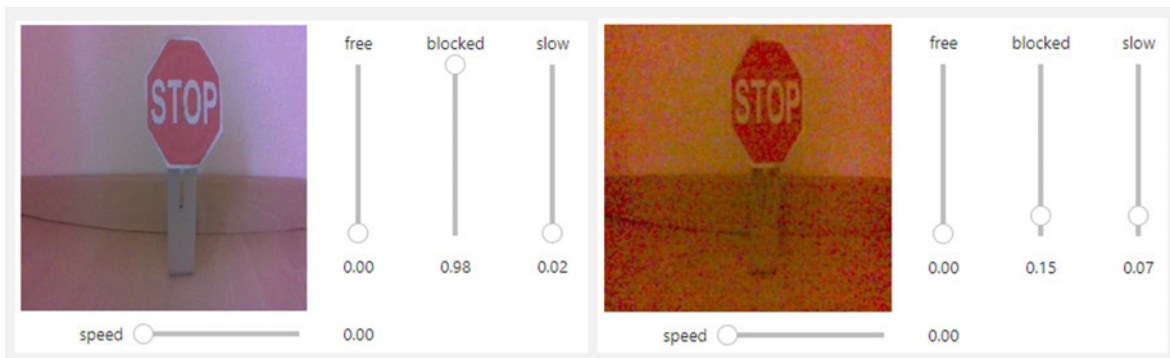 free blocked slow
STOP
0.00 0.98 0.02
speed 0.00
free blocked slow
STOP
0.00 0.15 0.07
speed 0.00